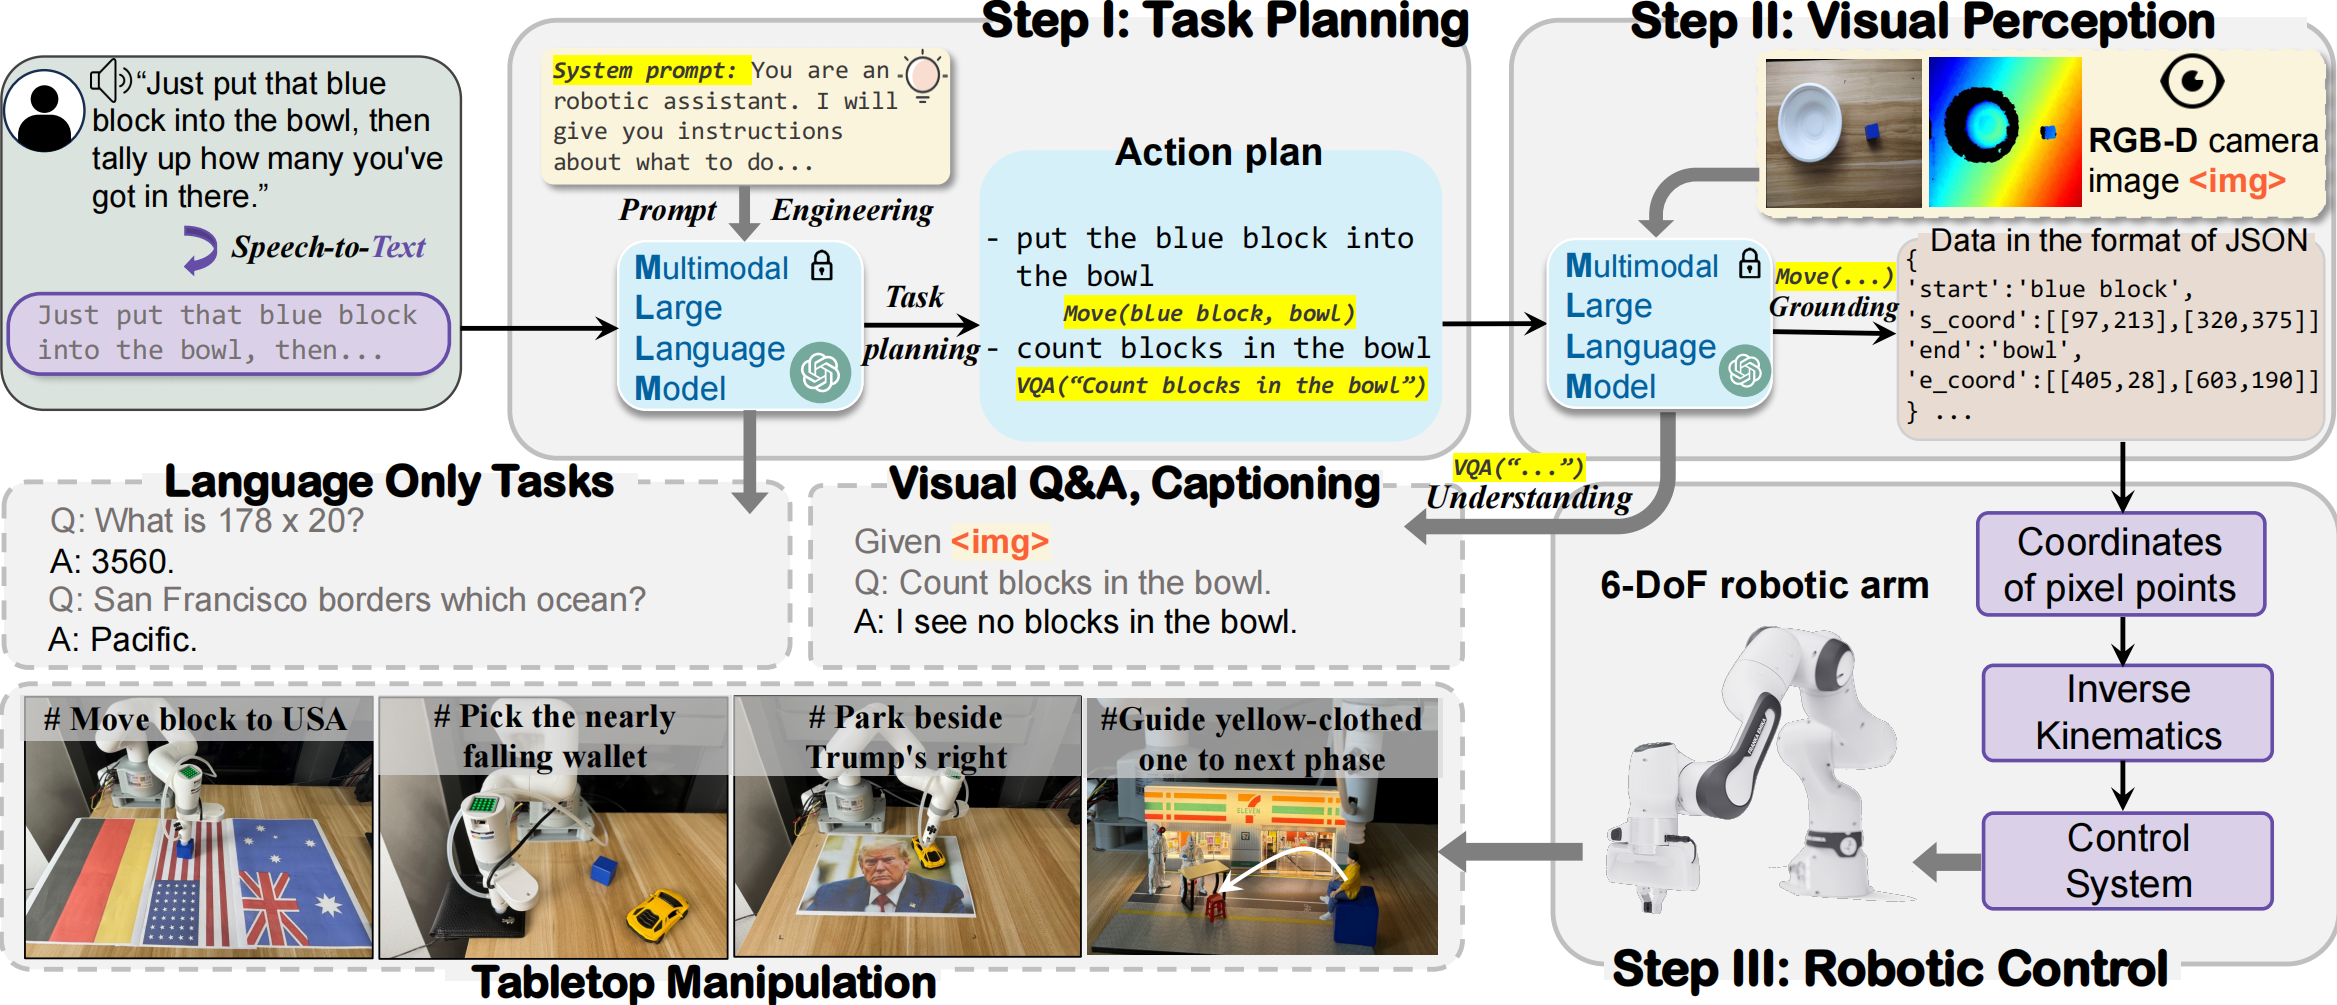 Step I: Task Planning
Step II: Visual Perception
“Just put that blue
block into the bowl, then
tally up how many you've
got in there.”
Speech-to-Text
Just put that blue block
into the bowl, then...
System prompt: You are an
robotic assistant. I will
give you instructions
about what to do...
Prompt Engineering
Multimodal
Large
Language
Model
Task
planning
Action plan
- put the blue block into
the bowl
Move(blue block, bowl)
- count blocks in the bowl
VQA(“Count blocks in the bowl”)
RGB-D camera
image <img>
Multimodal
Large
Language
Model
Move(...)
Grounding
Data in the format of JSON
{
'start':'blue block',
's_coord':[[97,213],[320,375]]
'end':'bowl',
'e_coord':[[405,28],[603,190]]
} ...
VQA(“...”)
Understanding
Language Only Tasks
Q: What is 178 x 20?
A: 3560.
Q: San Francisco borders which ocean?
A: Pacific.
Visual Q&A, Captioning
Given <img>
Q: Count blocks in the bowl.
A: I see no blocks in the bowl.
6-DoF robotic arm
FRANKA EMIKA
Coordinates
of pixel points
Inverse
Kinematics
Control
System
Step III: Robotic Control
# Move block to USA
# Pick the nearly
falling wallet
# Park beside
Trump's right
#Guide yellow-clothed
one to next phase
7
ELEVEN
Tabletop Manipulation